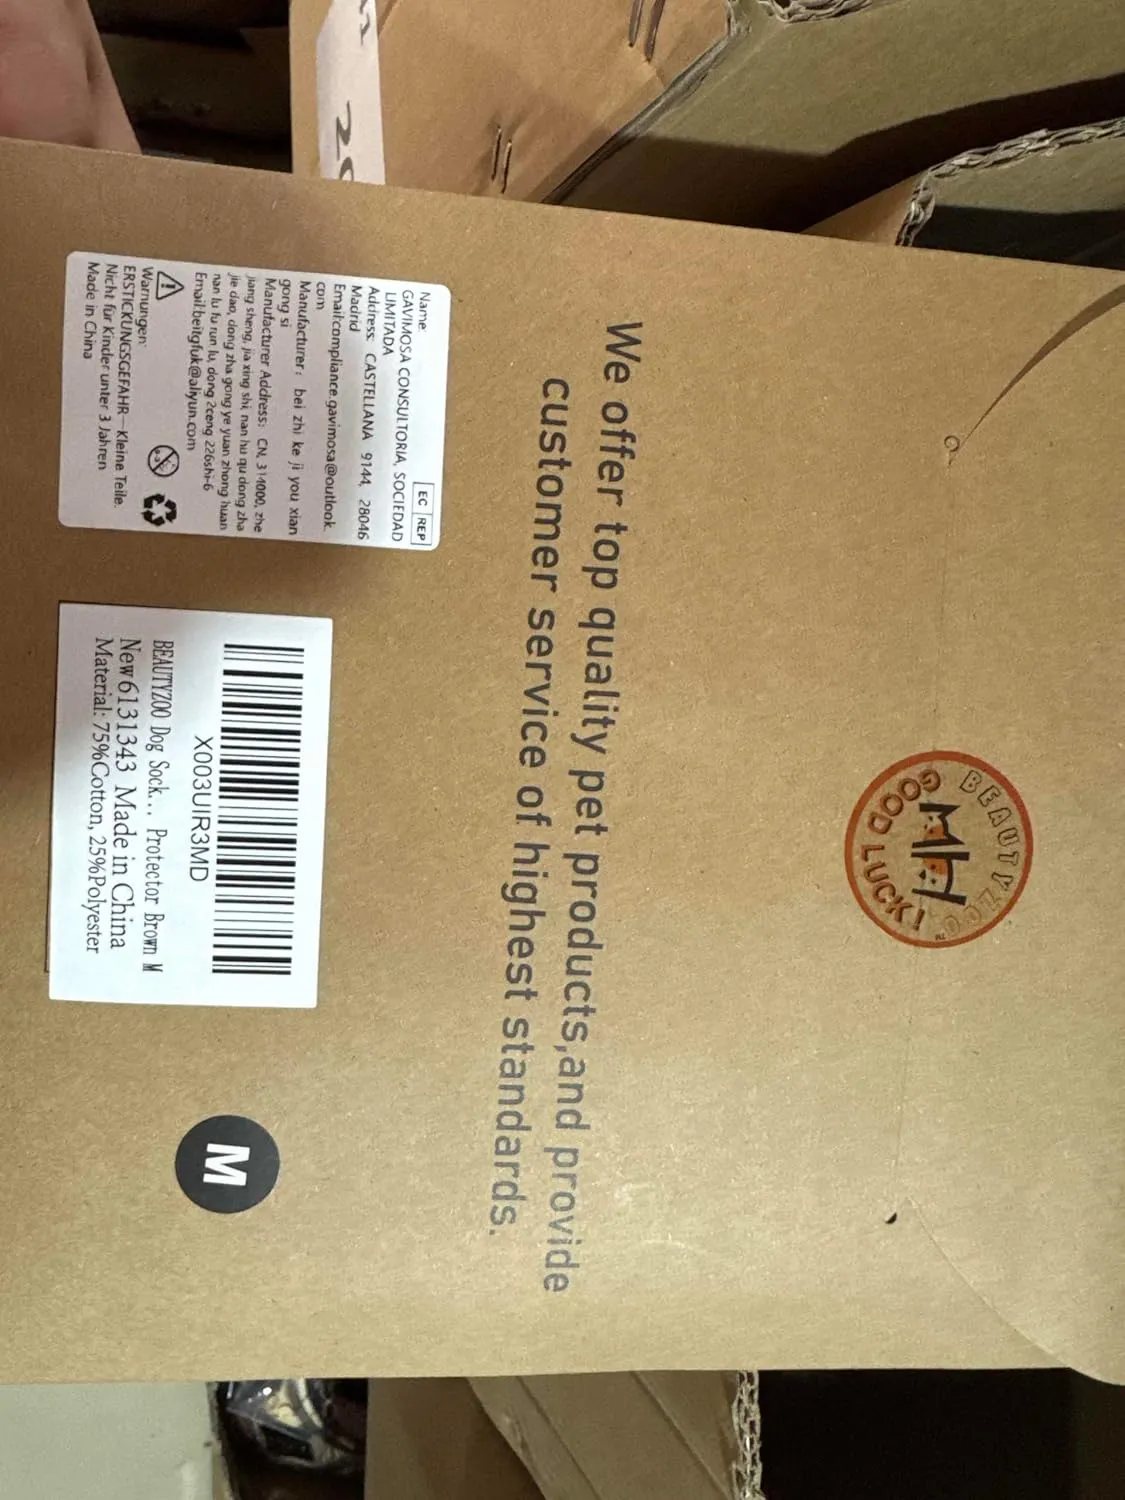 20
BEAUTYZOO
MH
GOOD LUCK!
TM
We offer top quality pet products,and provide
customer service of highest standards.
EC REP
Name:
GAVIMOSA CONSULTORIA, SOCIEDAD
LIMITADA
Address: CASTELLANA 9144, 28046
Madrid
Email:compliance.gavimosa@outlook.
com
Manufacturer: bei zhi ke ji you xian
gong si
Manufacturer Address: CN, 314000, zhe
jiang sheng, jia xing shi, nan hu qu dong zha
jie dao, dong zha gong ye yuan zhong huan
nan lu fu run lu, dong 2ceng 226shi-6
Email:beitgfuk@aliyun.com
Warnungen:
ERSTICKUNGSGEFAHR—Kleine Teile.
Nicht für Kinder unter 3 Jahren
Made in China
X003UIR3MD
BEAUTYZOO Dog Sock... Protector Brown M
New6131343 Made in China
Material: 75%Cotton, 25%Polyester
M